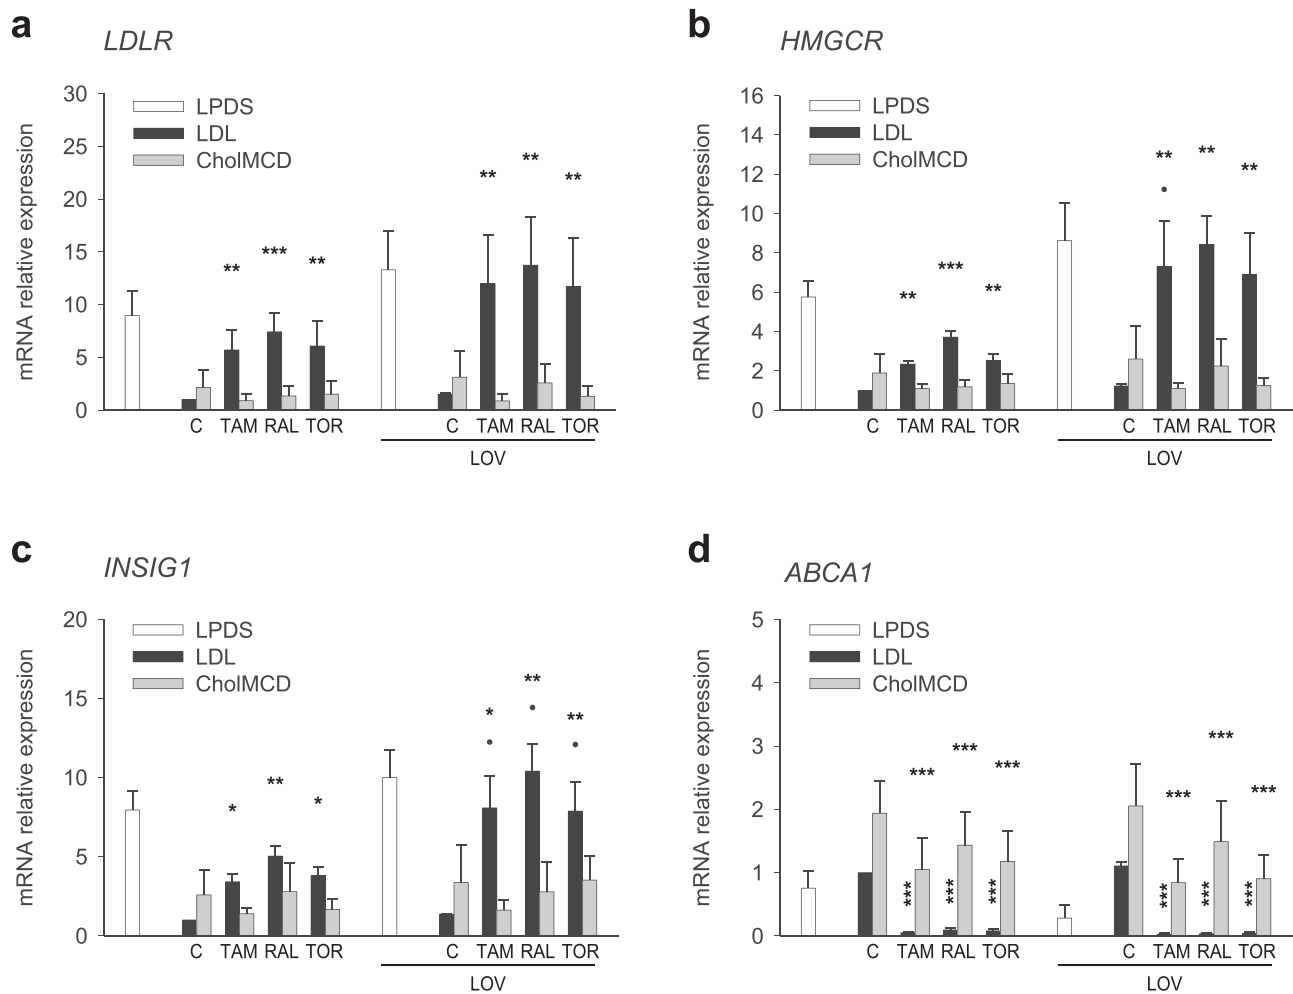 a
LDLR
mRNA relative expression
30
25
20
15
10
5
0
LPDS
LDL
CholMCD
** *** ** ** ** **
C TAM RAL TOR C TAM RAL TOR
LOV
b
HMGCR
mRNA relative expression
16
14
12
10
8
6
4
2
0
LPDS
LDL
CholMCD
** *** ** ** ** **
•
C TAM RAL TOR C TAM RAL TOR
LOV
c
INSIG1
mRNA relative expression
20
15
10
5
0
LPDS
LDL
CholMCD
* ** * * ** **
• • •
C TAM RAL TOR C TAM RAL TOR
LOV
d
ABCA1
mRNA relative expression
5
4
3
2
1
0
LPDS
LDL
CholMCD
*** *** *** *** *** ***
*** *** *** *** *** ***
C TAM RAL TOR C TAM RAL TOR
LOV